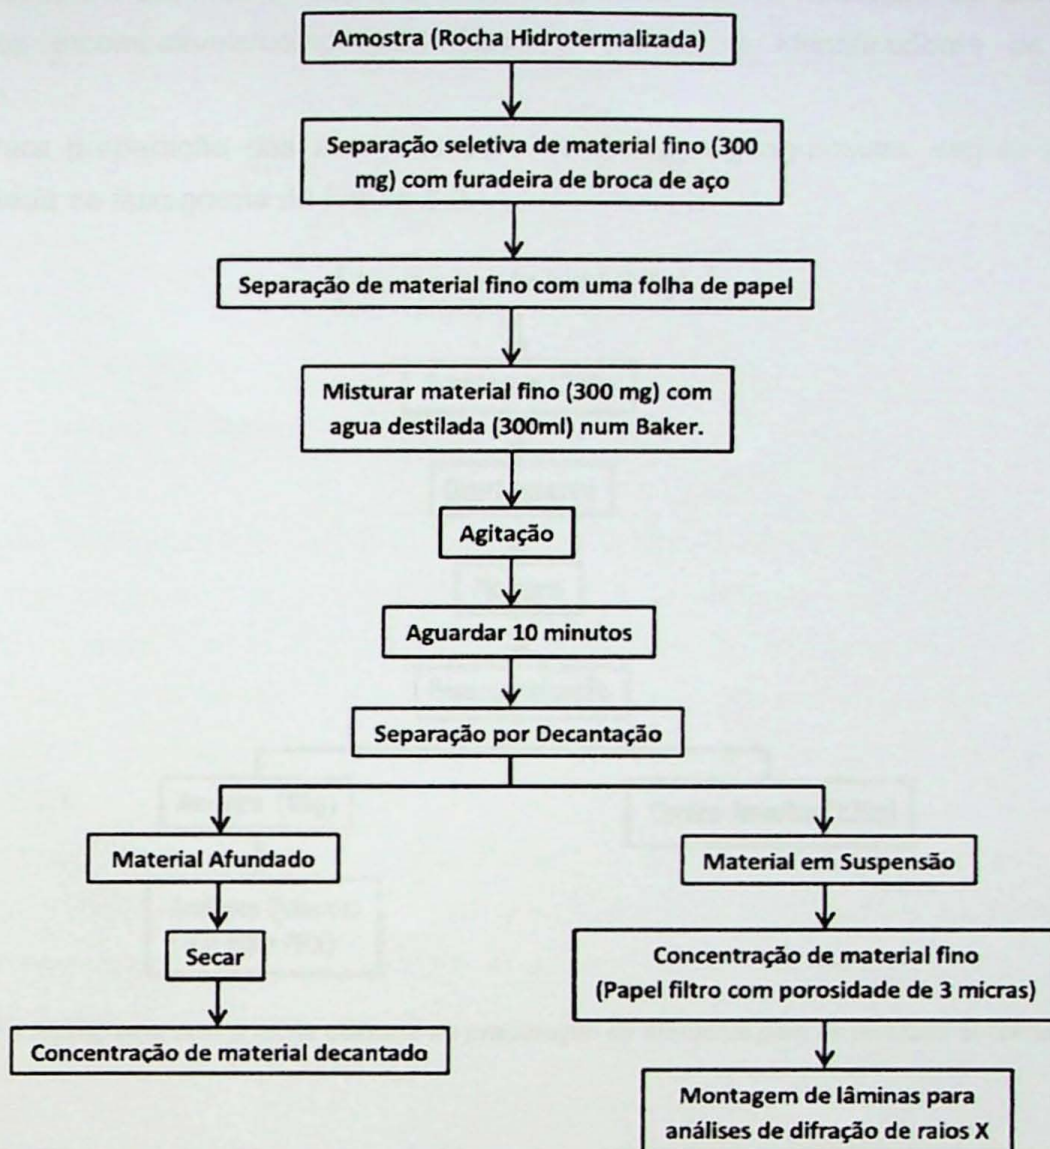 Amostra (Rocha Hidrotermalizada)
Separação seletiva de material fino (300
mg) com furadeira de broca de aço
Separação de material fino com uma folha de papel
Misturar material fino (300 mg) com
agua destilada (300ml) num Baker.
Agitação
Aguardar 10 minutos
Separação por Decantação
Material Afundado
Material em Suspensão
Secar
Concentração de material fino
(Papel filtro com porosidade de 3 micras)
Concentração de material decantado
Montagem de lâminas para
análises de difração de raios X